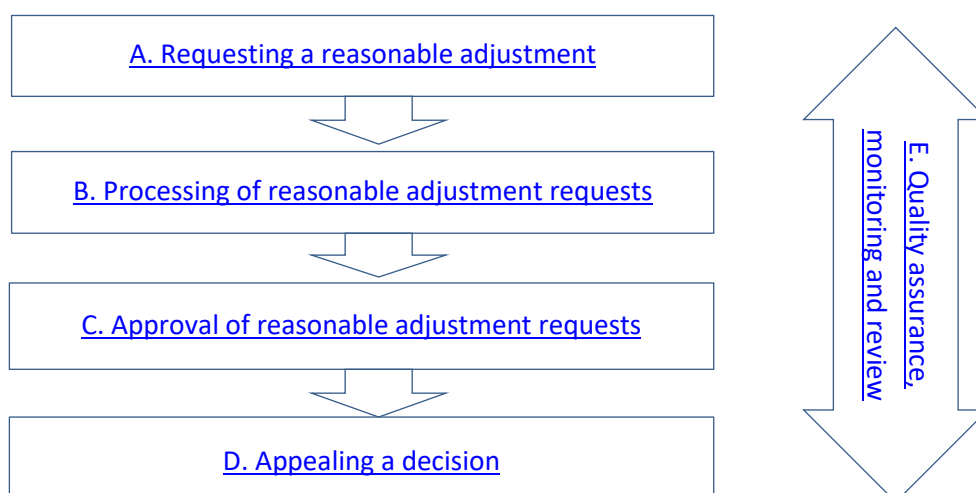 A. Requesting a reasonable adjustment
B. Processing of reasonable adjustment requests
C. Approval of reasonable adjustment requests
D. Appealing a decision
E. Quality assurance,
monitoring and review